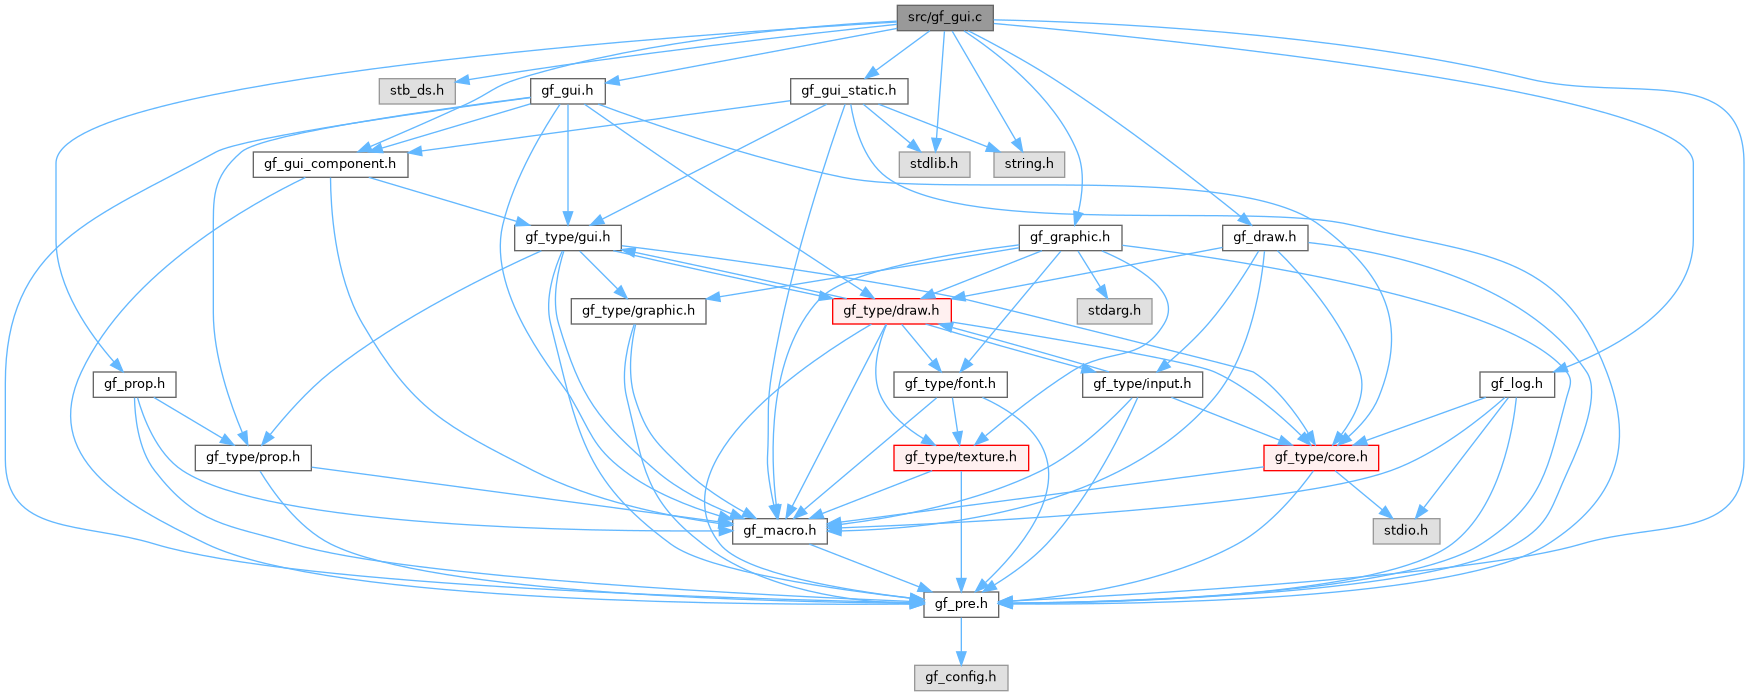 src/gf_gui.c
stb_ds.h
gf_gui.h
gf_gui_static.h
gf_gui_component.h
stdlib.h
string.h
gf_type/gui.h
gf_graphic.h
gf_draw.h
gf_type/graphic.h
gf_type/draw.h
stdarg.h
gf_prop.h
gf_type/font.h
gf_type/input.h
gf_log.h
gf_type/prop.h
gf_type/texture.h
gf_type/core.h
gf_macro.h
stdio.h
gf_pre.h
gf_config.h